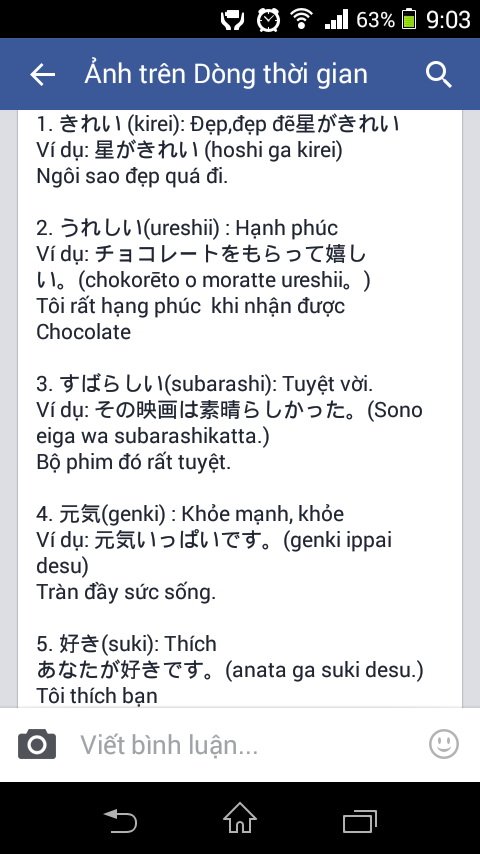 63% 9:03
Ảnh trên Dòng thời gian
1. きれい (kirei): Đẹp,đẹp đẽ星がきれい
Ví dụ: 星がきれい (hoshi ga kirei)
Ngôi sao đẹp quá đi.
2. うれしい(ureshii) : Hạnh phúc
Ví dụ: チョコレートをもらって嬉し
い。(chokorēto o moratte ureshii。)
Tôi rất hạng phúc  khi nhận được
Chocolate
3. すばらしい(subarashi): Tuyệt vời.
Ví dụ: その映画は素晴らしかった。(Sono
eiga wa subarashikatta.)
Bộ phim đó rất tuyệt.
4. 元気(genki) : Khỏe mạnh, khỏe
Ví dụ: 元気いっぱいです。(genki ippai
desu)
Tràn đầy sức sống.
5. 好き(suki): Thích
あなたが好きです。(anata ga suki desu.)
Tôi thích bạn
Viết bình luận...